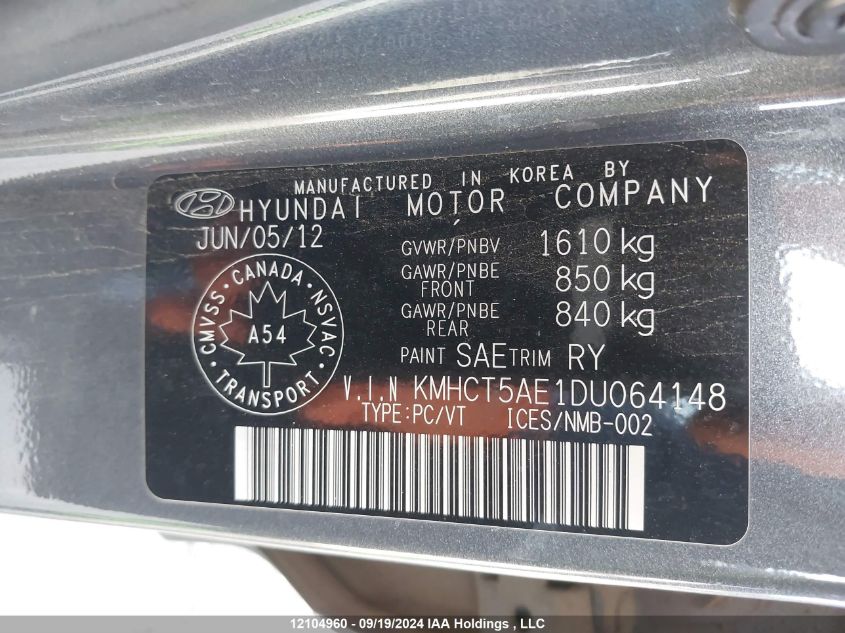 MANUFACTURED IN KOREA BY
HYUNDAI MOTOR COMPANY
JUN/05/12
GVWR/PNBV 1610 kg
GAWR/PNBE FRONT 850 kg
GAWR/PNBE REAR 840 kg
CMVSS · CANADA · NSVAC
A54
TRANSPORT
PAINT SAE TRIM RY
V.I.N KMHCT5AE1DU064148
TYPE:PC/VT ICES/NMB-002
12104960 - 09/19/2024 IAA Holdings , LLC